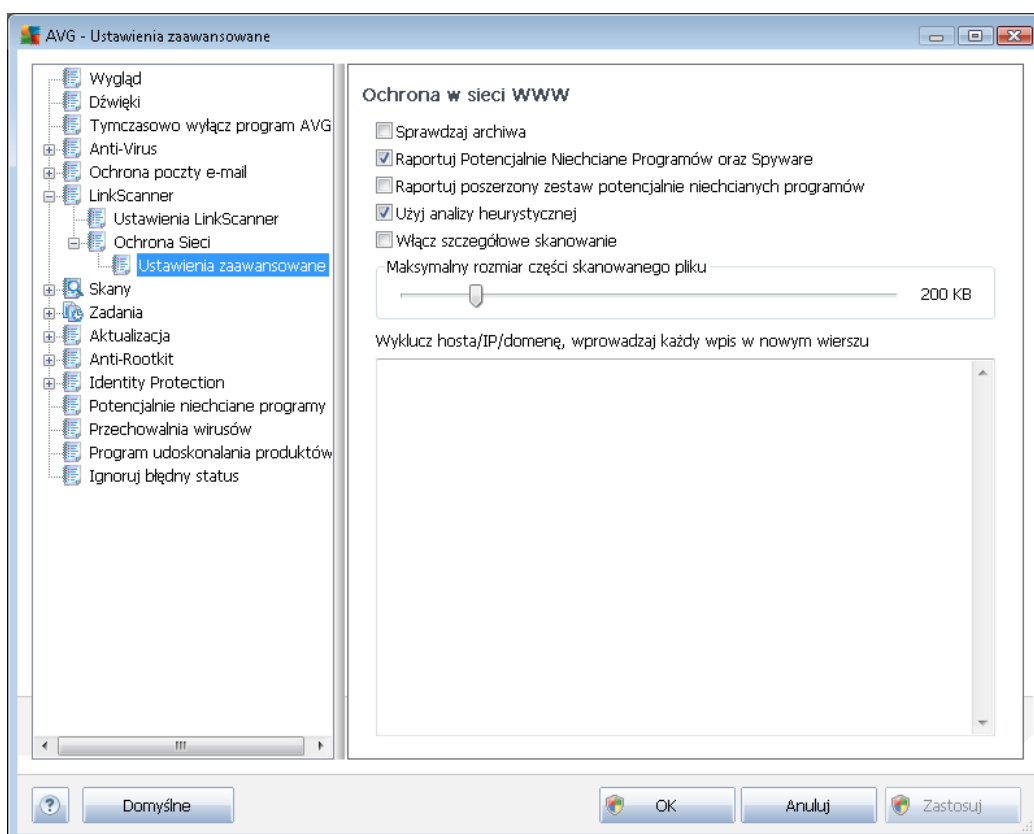 AVG - Ustawienia zaawansowane
Wygląd
Dźwięki
Tymczasowo wyłącz program AVG
Anti-Virus
Ochrona poczty e-mail
LinkScanner
Ustawienia LinkScanner
Ochrona Sieci
Ustawienia zaawansowane
Skany
Zadania
Aktualizacja
Anti-Rootkit
Identity Protection
Potencjalnie niechciane programy
Przechowalnia wirusów
Program udoskonalania produktów
Ignoruj błędny status
Ochrona w sieci WWW
Sprawdzaj archiwa
Raportuj Potencjalnie Niechciane Programów oraz Spyware
Raportuj poszerzony zestaw potencjalnie niechcianych programów
Użyj analizy heurystycznej
Włącz szczegółowe skanowanie
Maksymalny rozmiar części skanowanego pliku
200 KB
Wyklucz hosta/IP/domenę, wprowadzaj każdy wpis w nowym wierszu
? Domyślne OK Anuluj Zastosuj